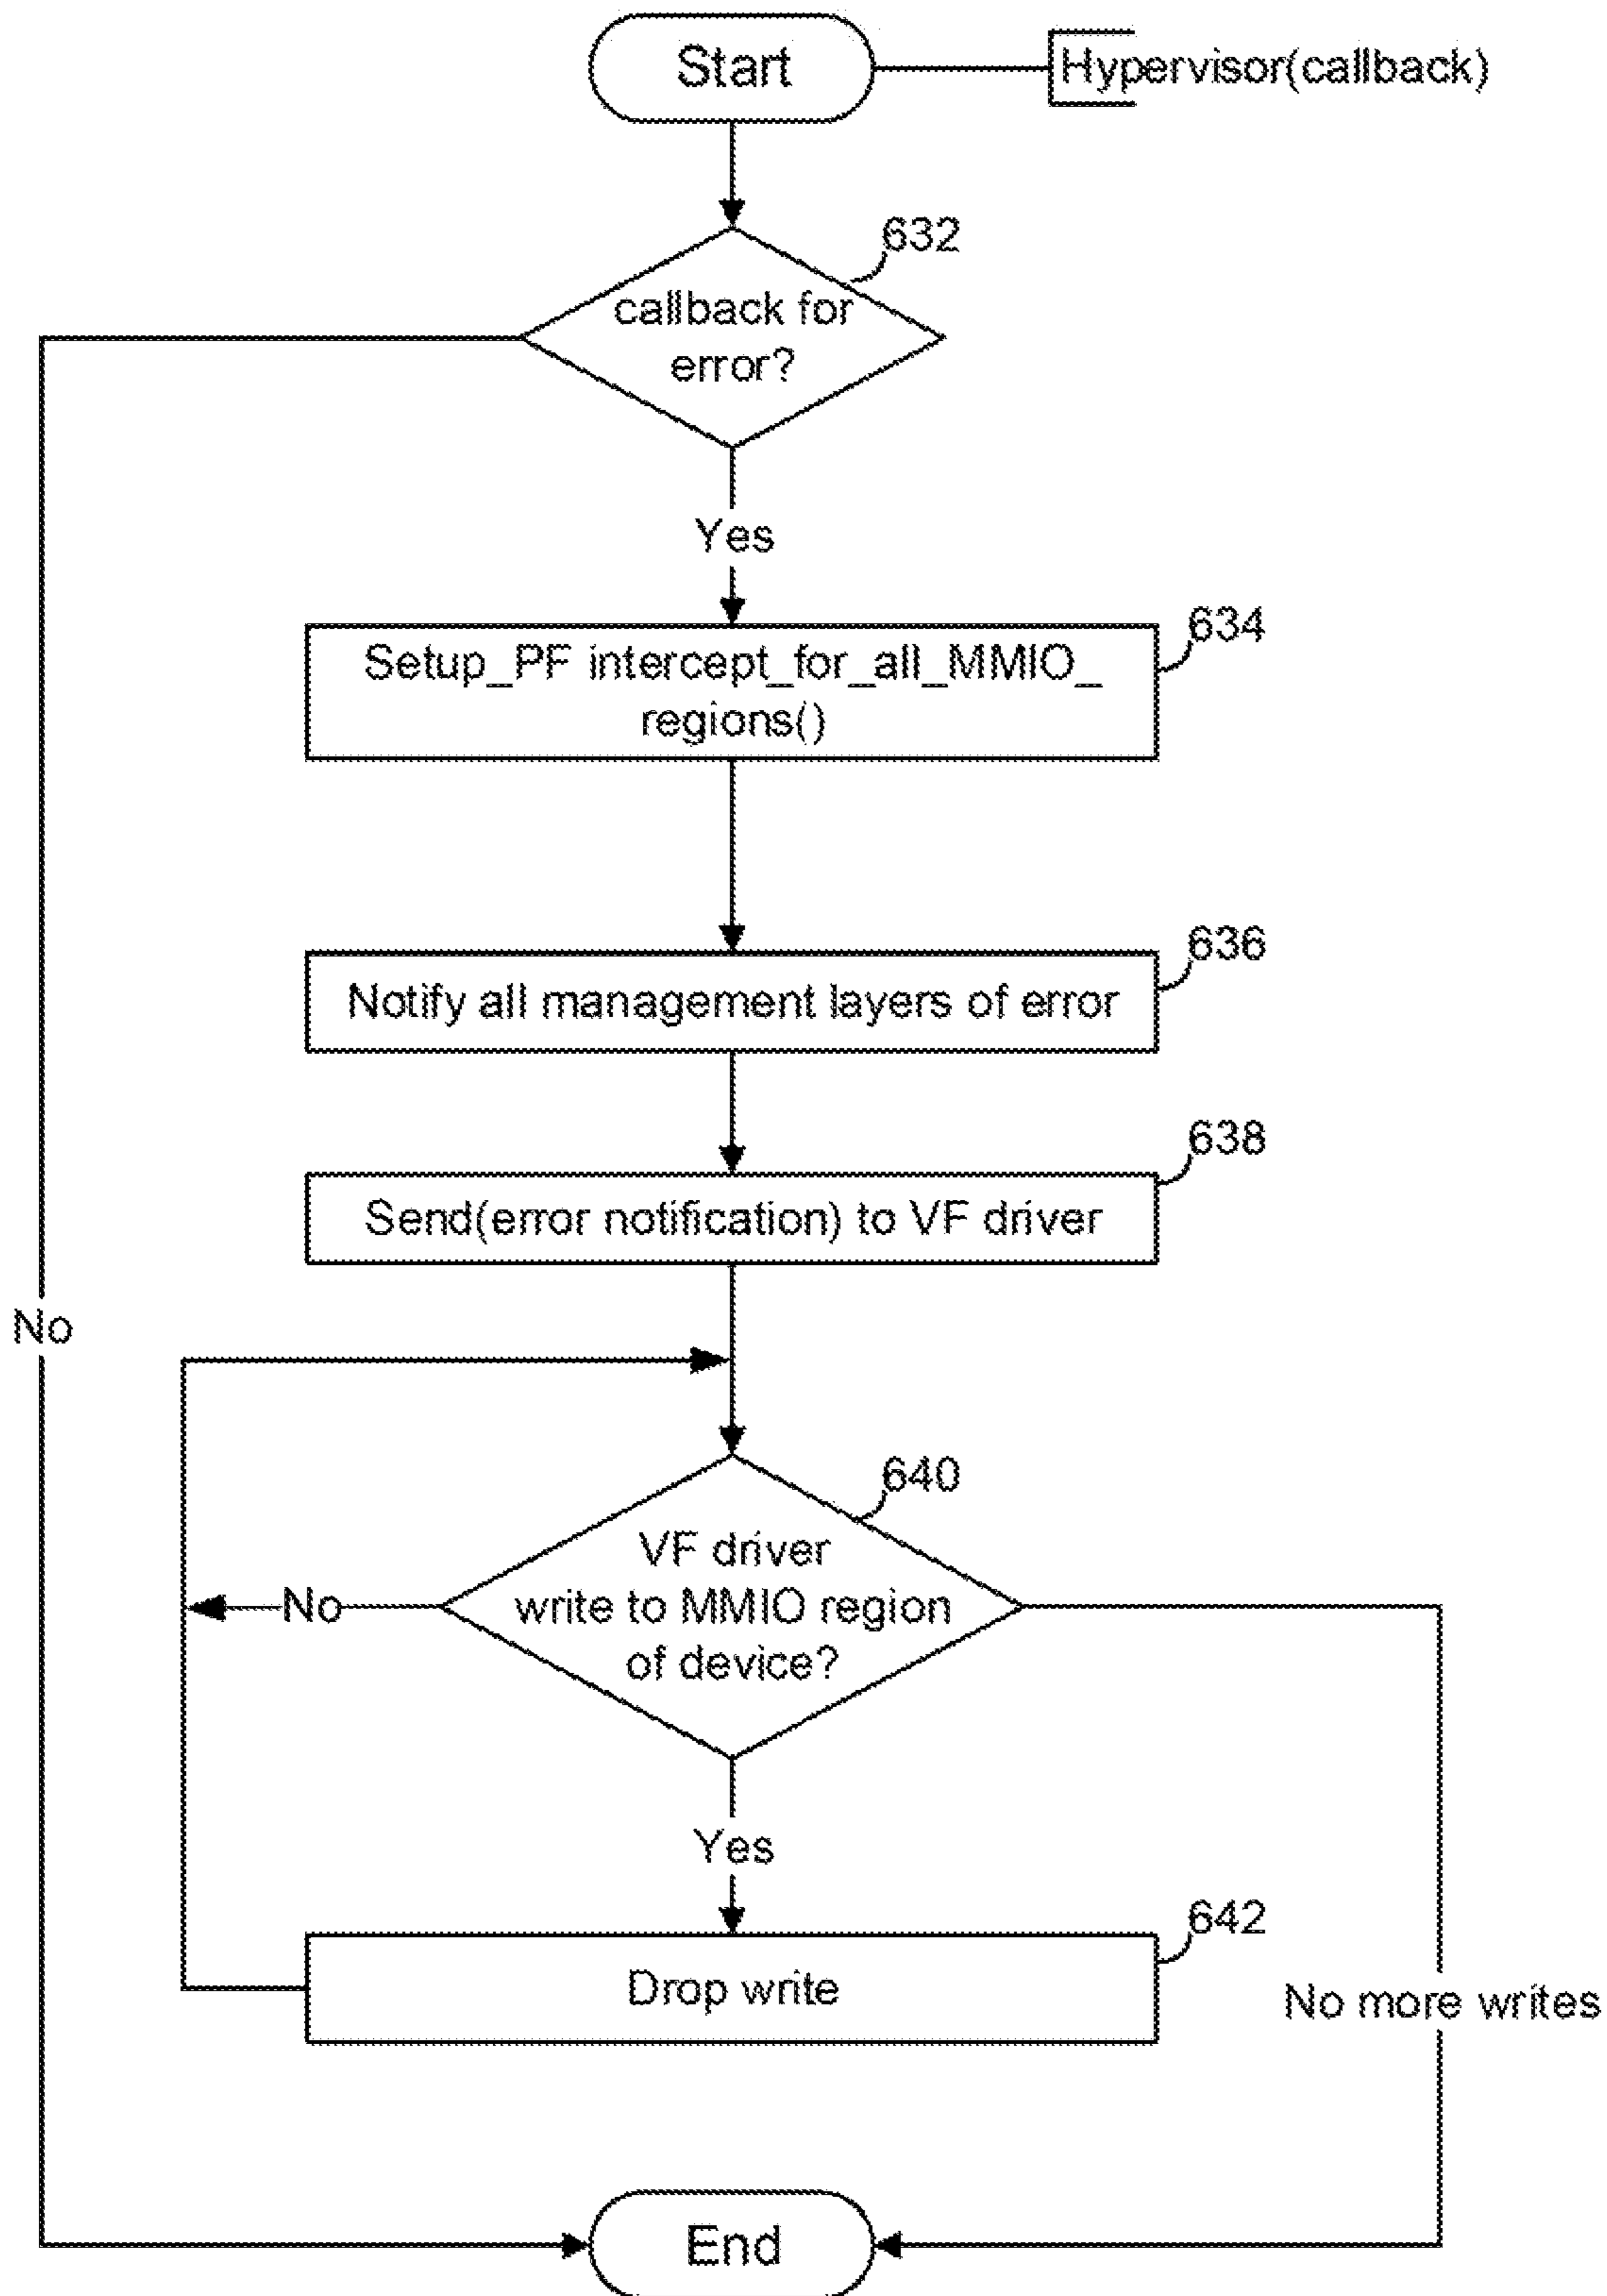 Start
Hypervisor(callback)
632
callback for
error?
Yes
634
Setup_PF intercept_for_all_MMIO_
regions()
636
Notify all management layers of error
638
Send(error notification) to VF driver
No
640
VF driver
write to MMIO region
of device?
No
Yes
642
Drop write
No more writes
End